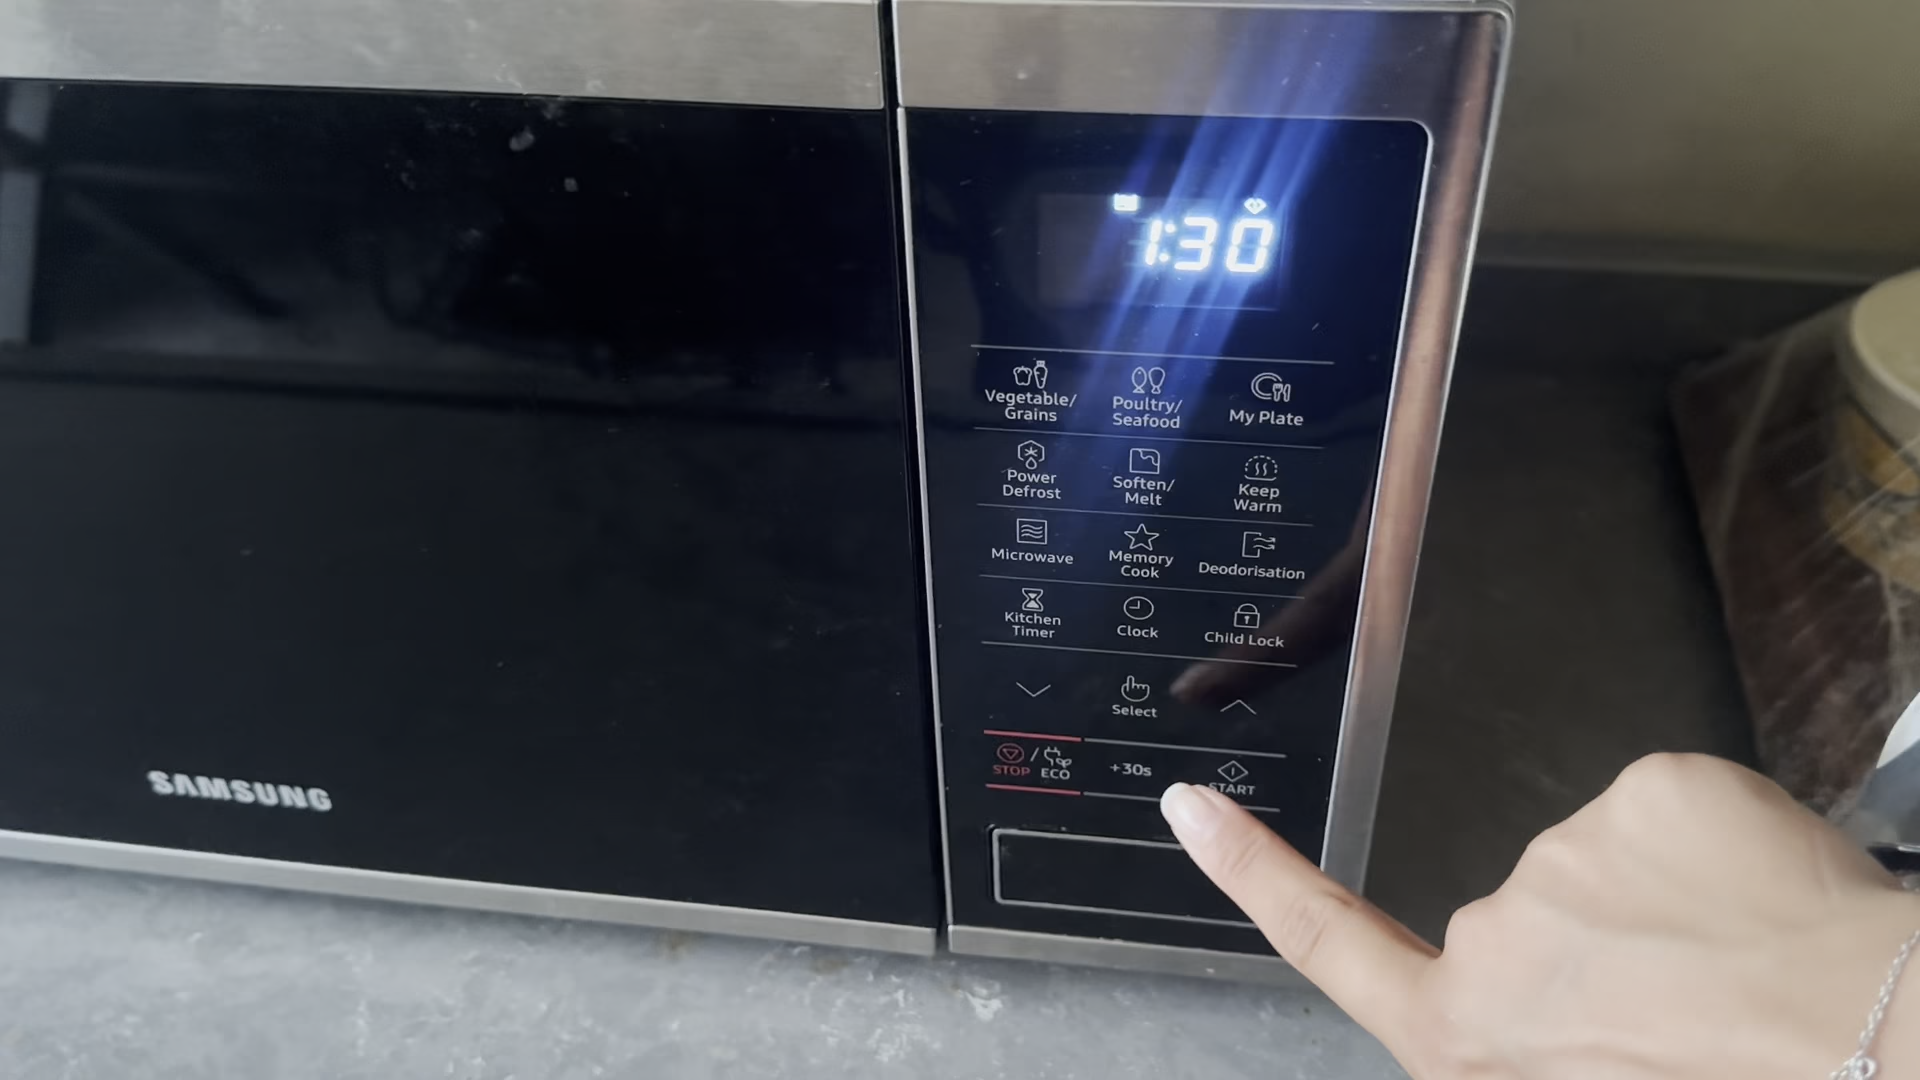 1:30
Vegetable/
Grains
Poultry/
Seafood
My Plate
Power
Defrost
Soften/
Melt
Keep
Warm
Microwave
Memory
Cook
Deodorisation
Kitchen
Timer
Clock
Child Lock
Select
STOP / ECO
+30s
START
SAMSUNG